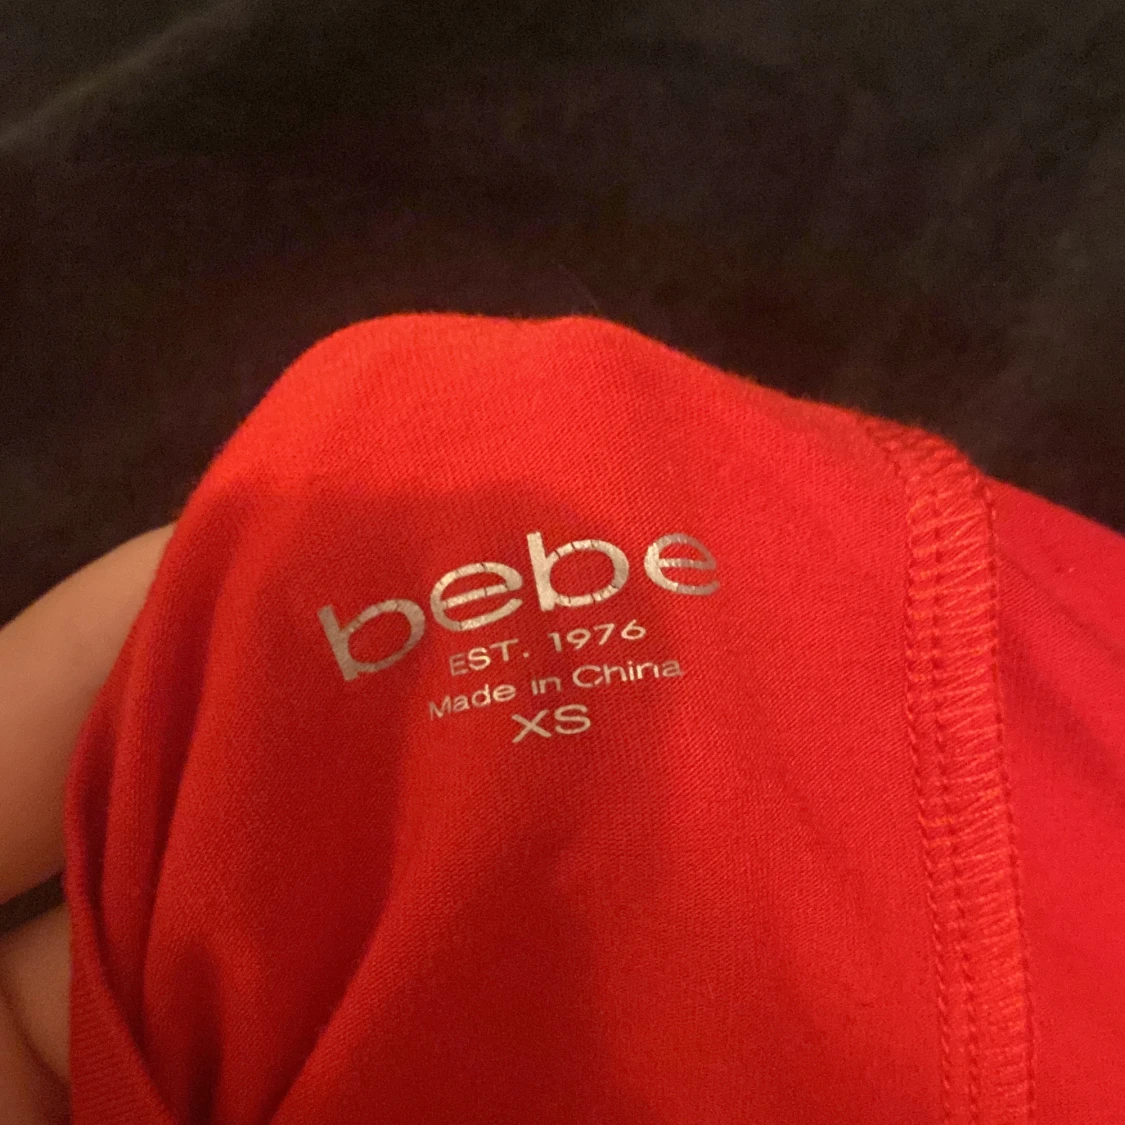 bebe
EST. 1976
Made in China
XS